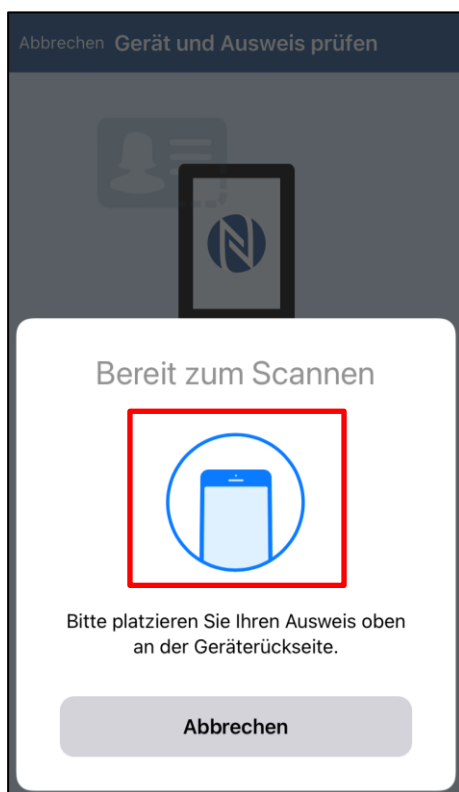 Abbrechen Gerät und Ausweis prüfen
Bereit zum Scannen
Bitte platzieren Sie Ihren Ausweis oben
an der Geräterückseite.
Abbrechen